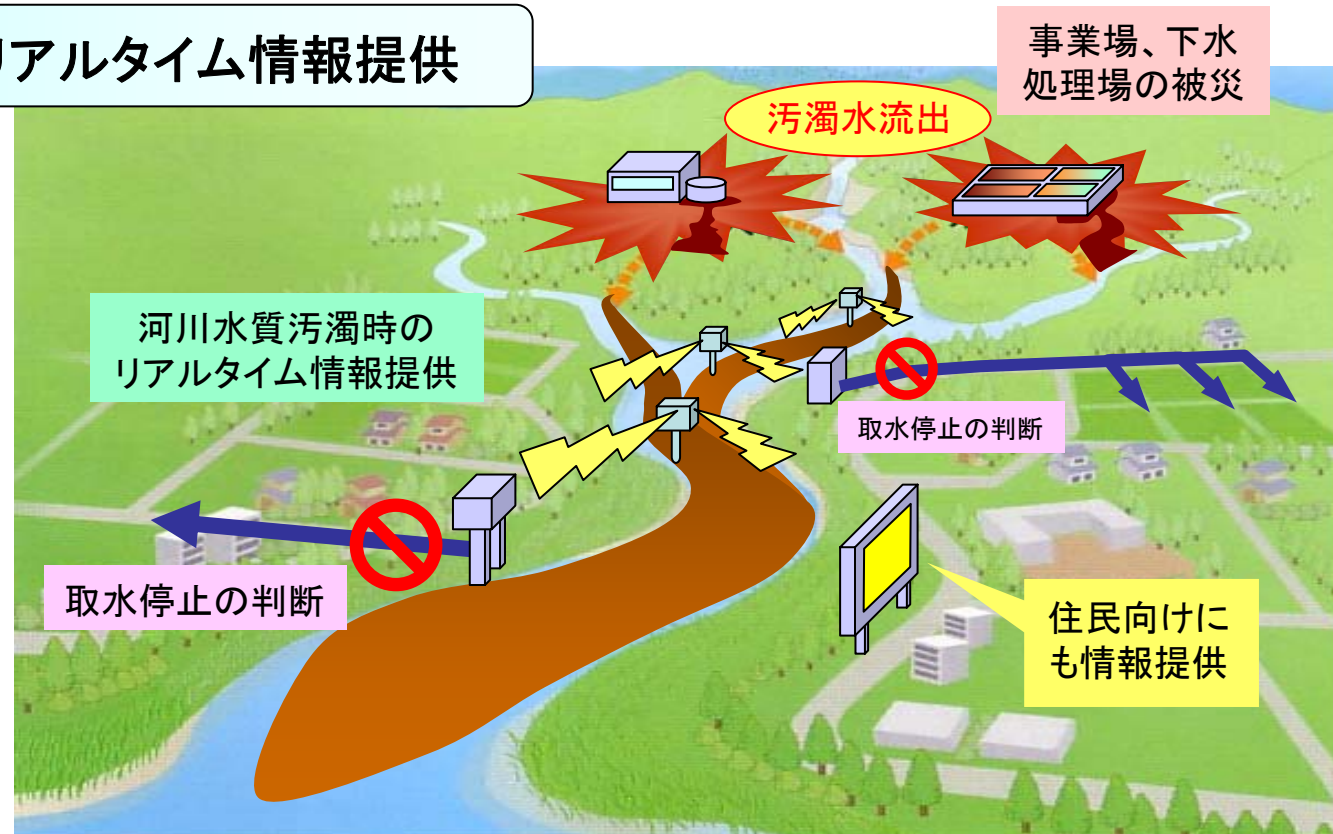 リアルタイム情報提供
事業場、下水
処理場の被災
汚濁水流出
河川水質汚濁時の
リアルタイム情報提供
取水停止の判断
取水停止の判断
住民向けに
も情報提供